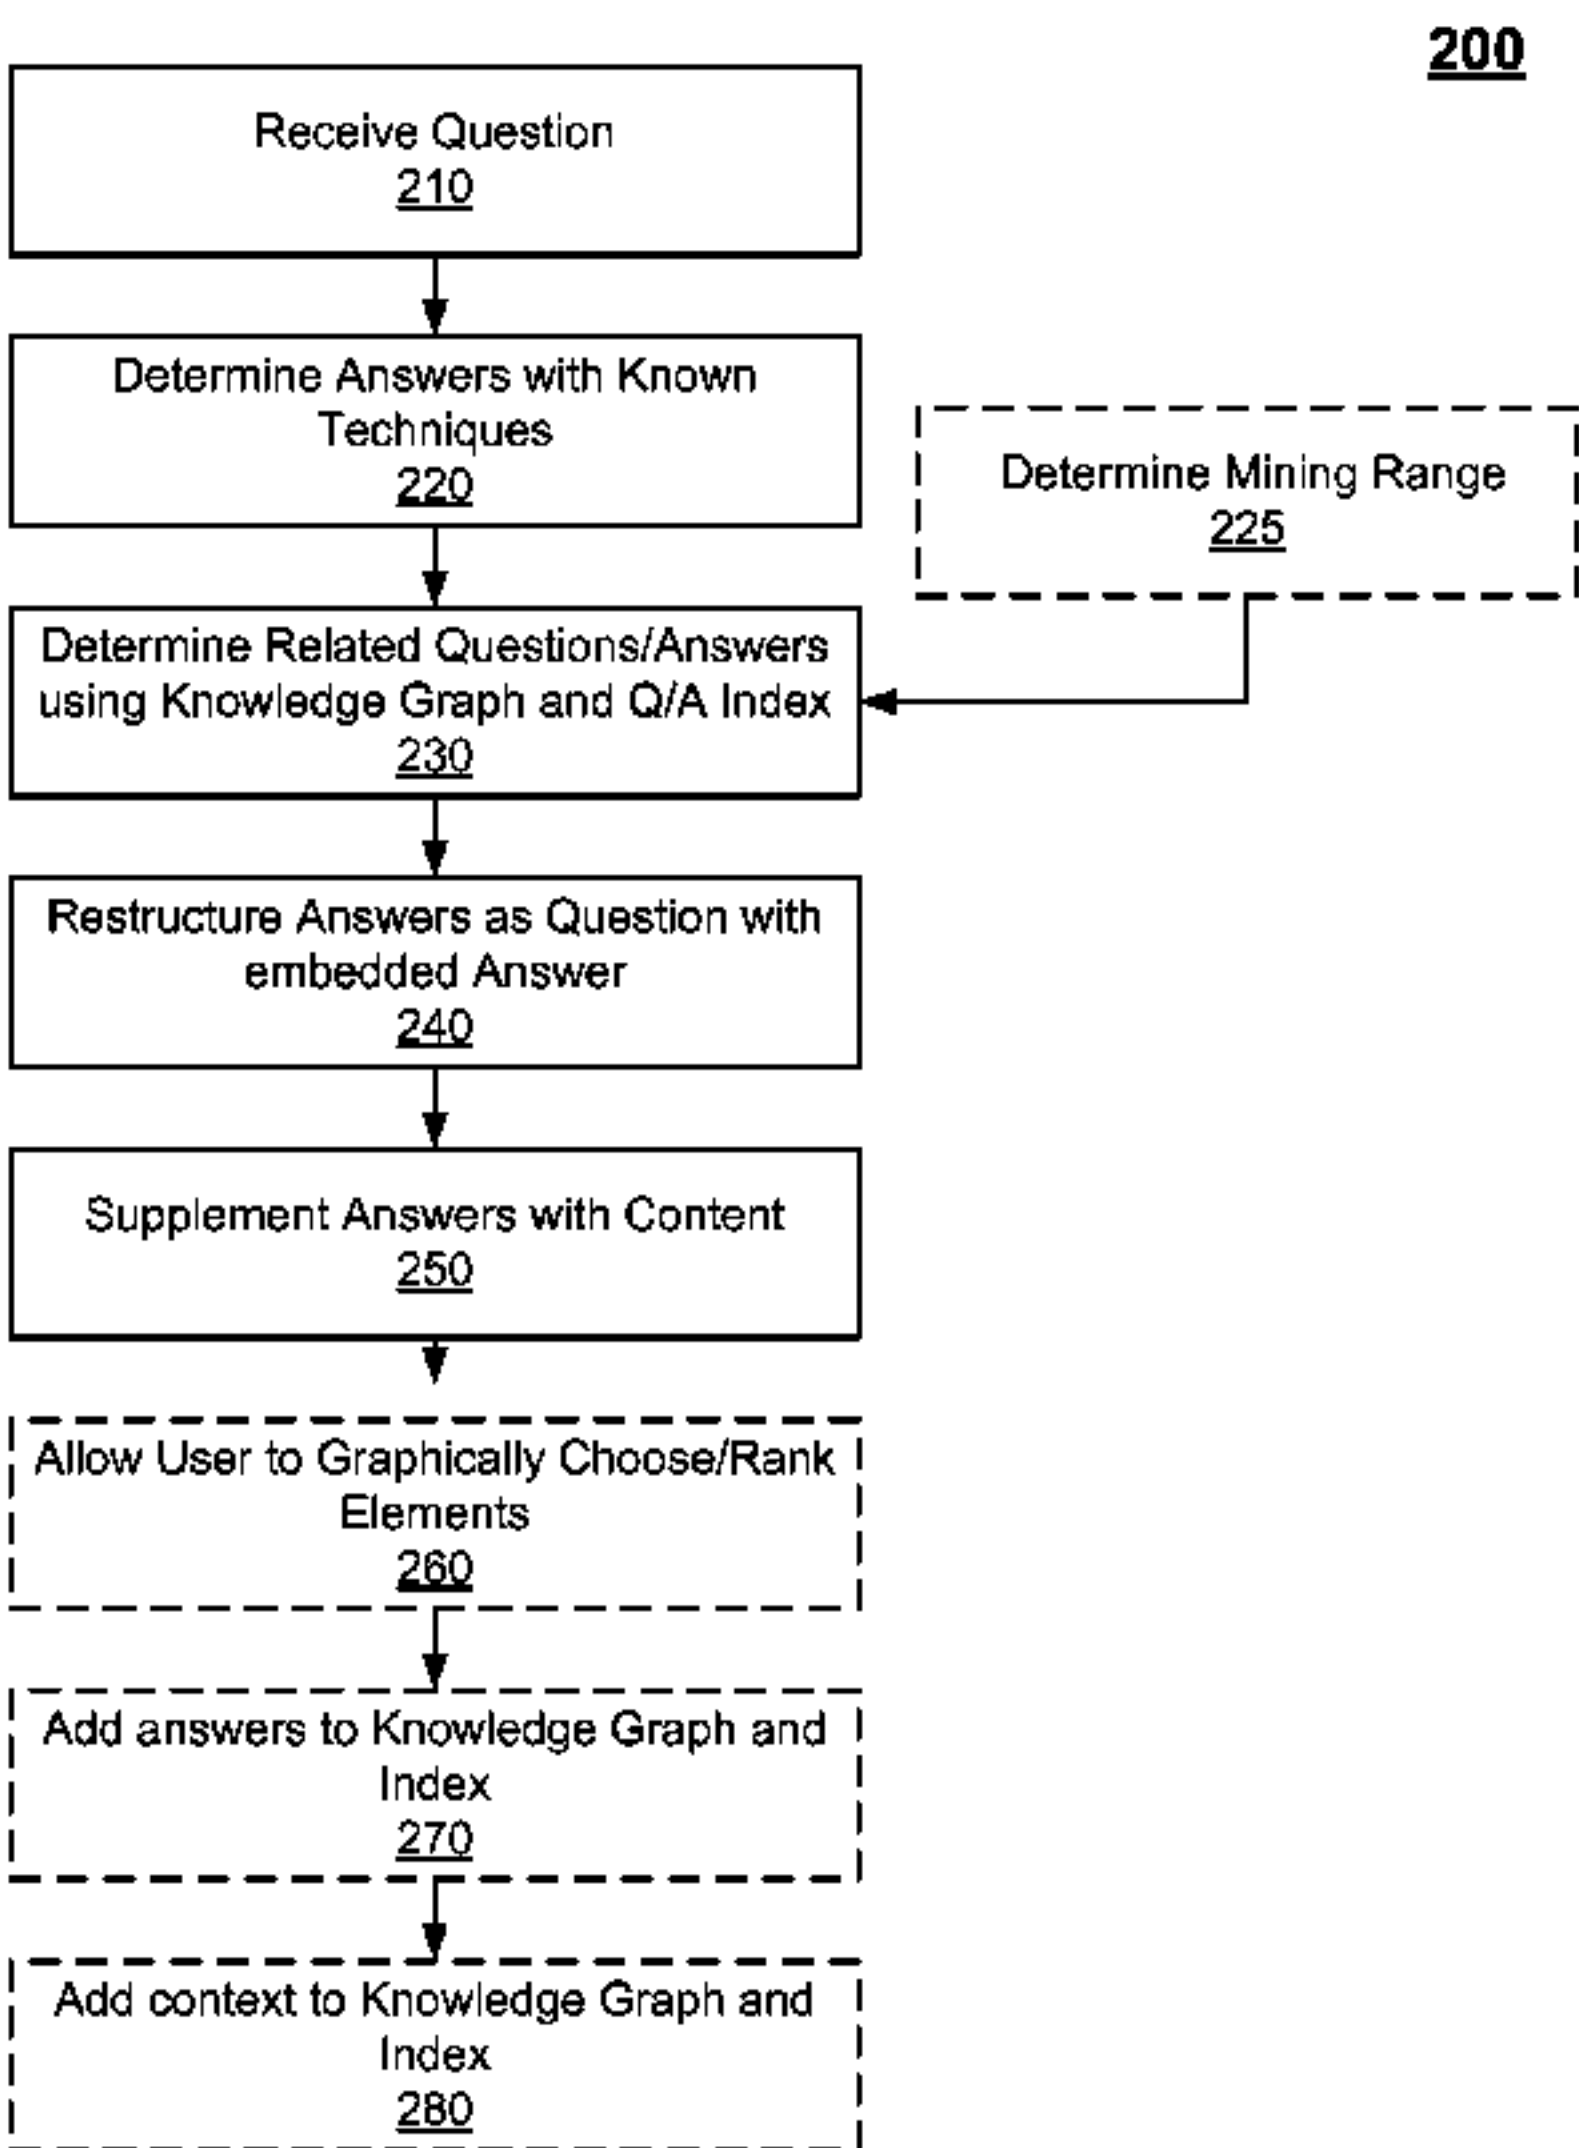 200
Receive Question
210
Determine Answers with Known
Techniques
220
Determine Mining Range
225
Determine Related Questions/Answers
using Knowledge Graph and Q/A Index
230
Restructure Answers as Question with
embedded Answer
240
Supplement Answers with Content
250
Allow User to Graphically Choose/Rank
Elements
260
Add answers to Knowledge Graph and
Index
270
Add context to Knowledge Graph and
Index
280